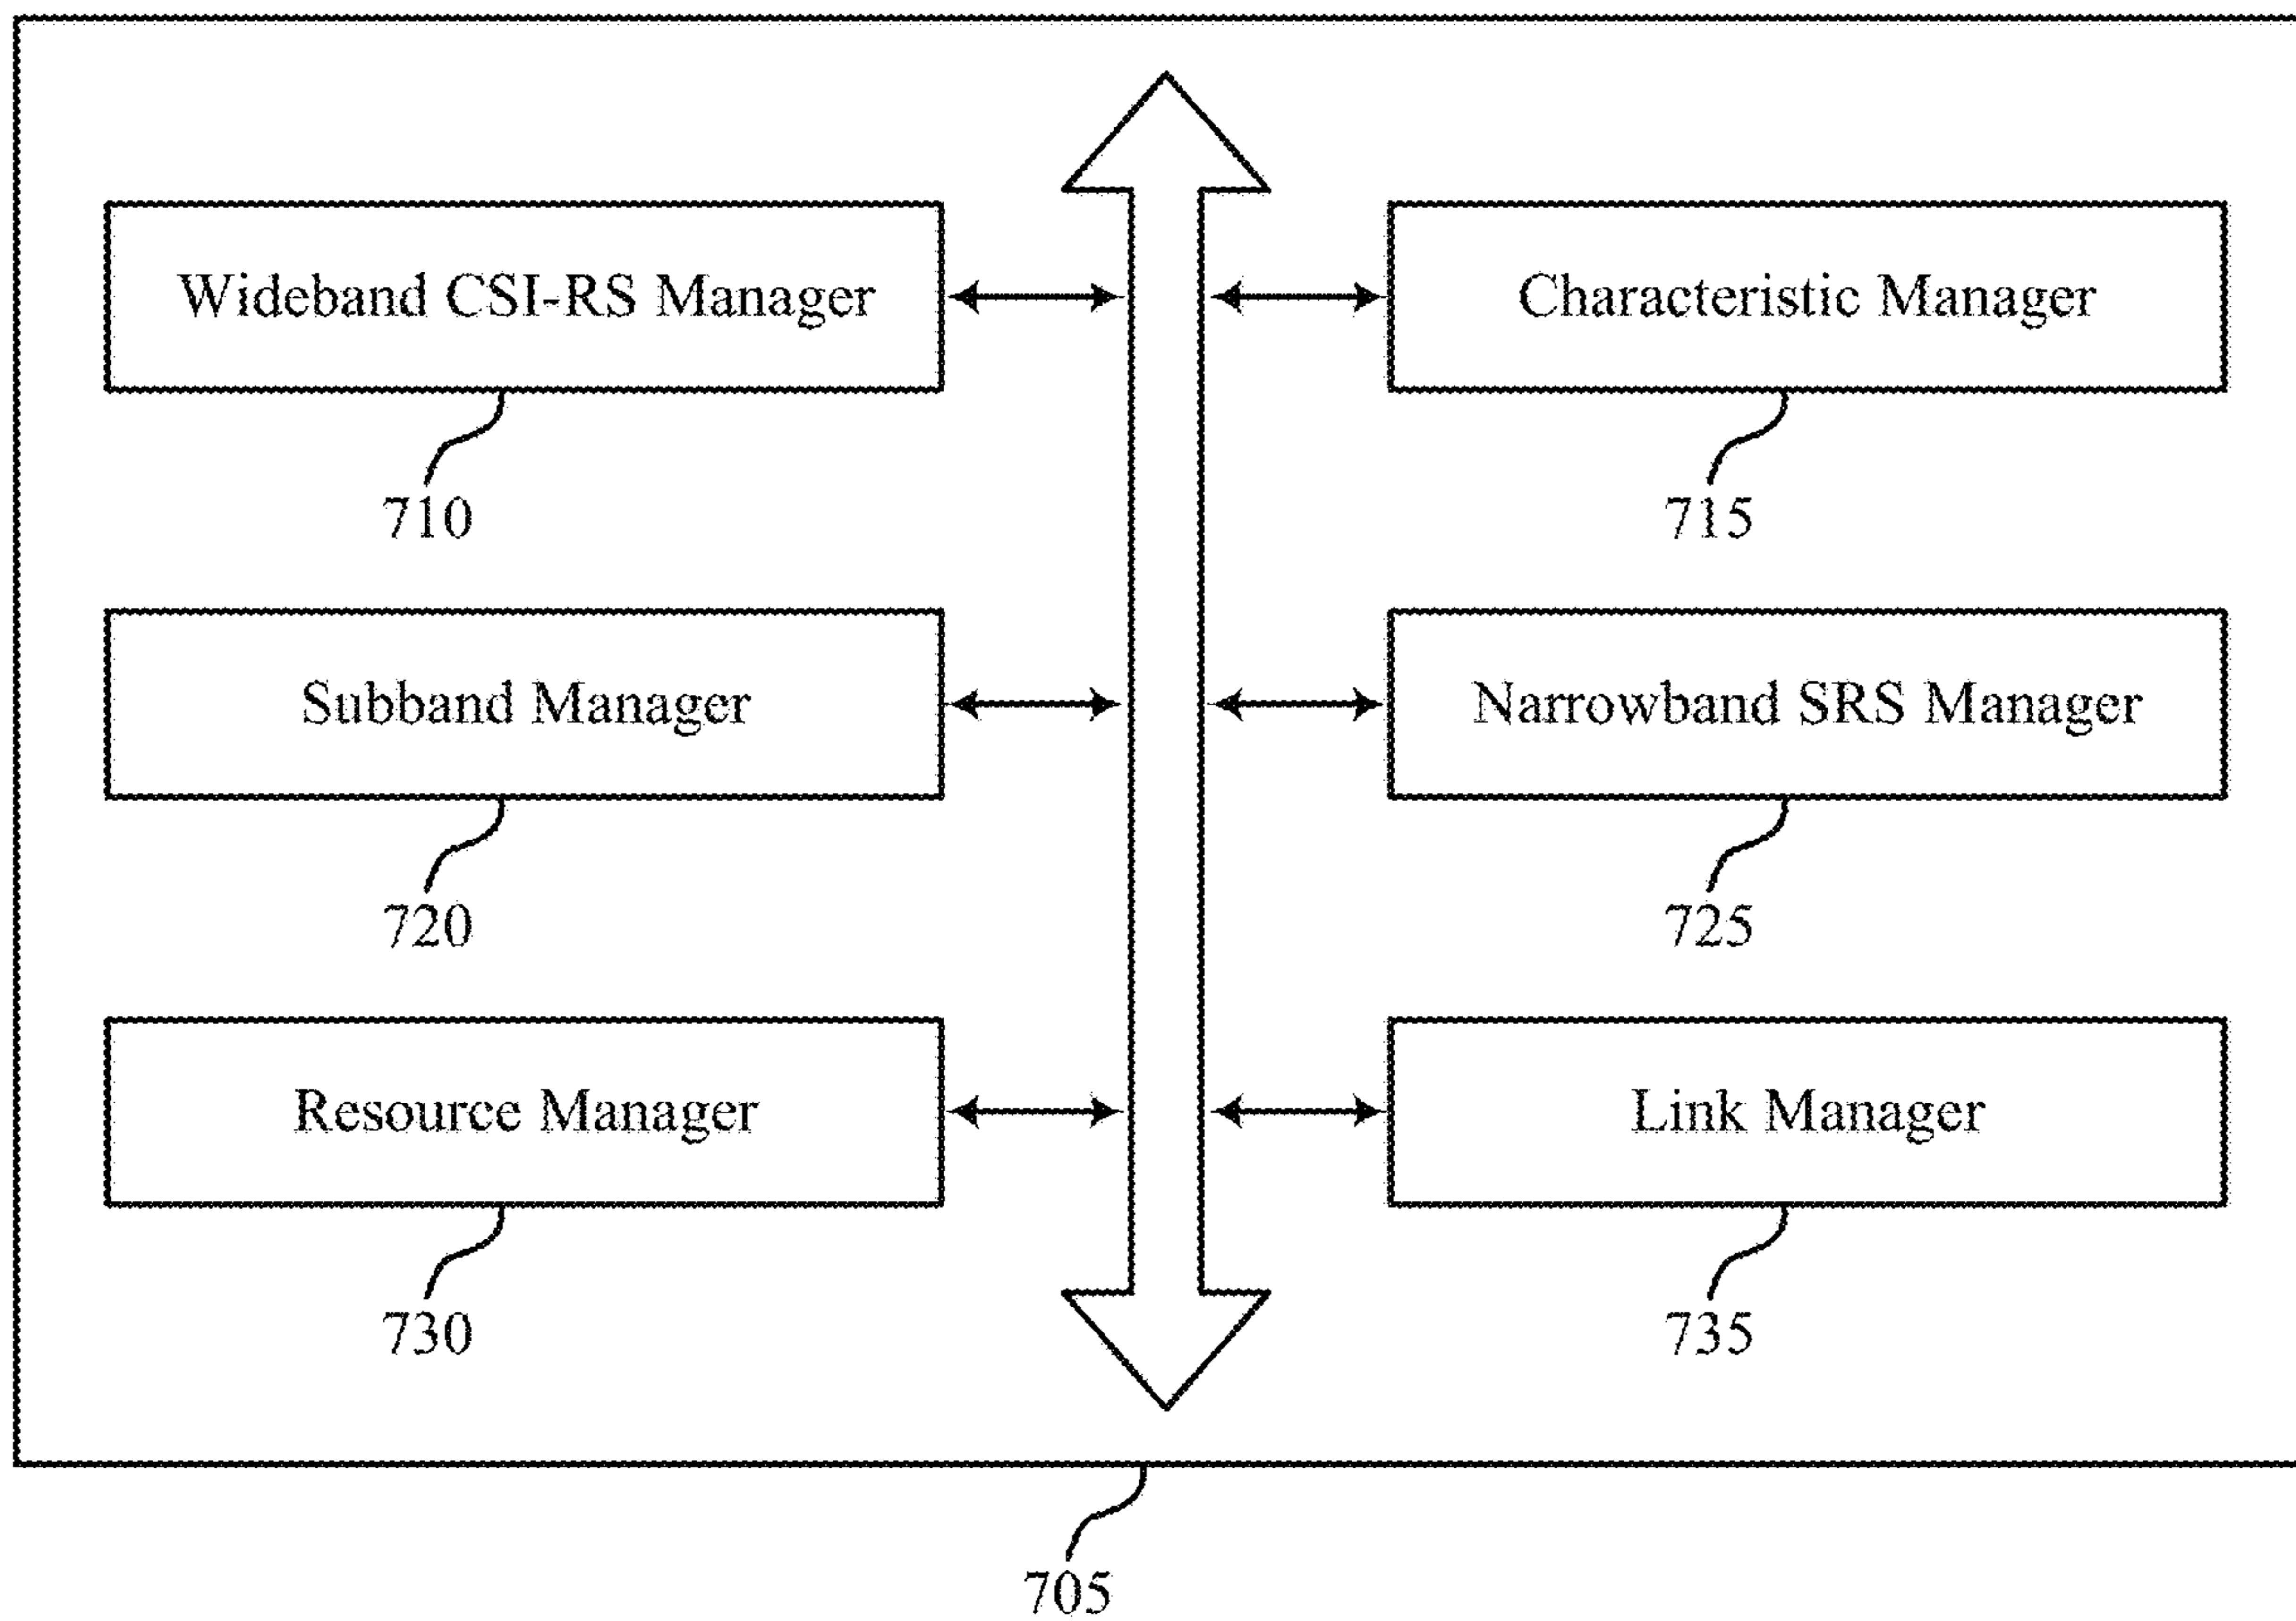 Wideband CSI-RS Manager
Characteristic Manager
710
715
Subband Manager
Narrowband SRS Manager
720
725
Resource Manager
Link Manager
730
735
705